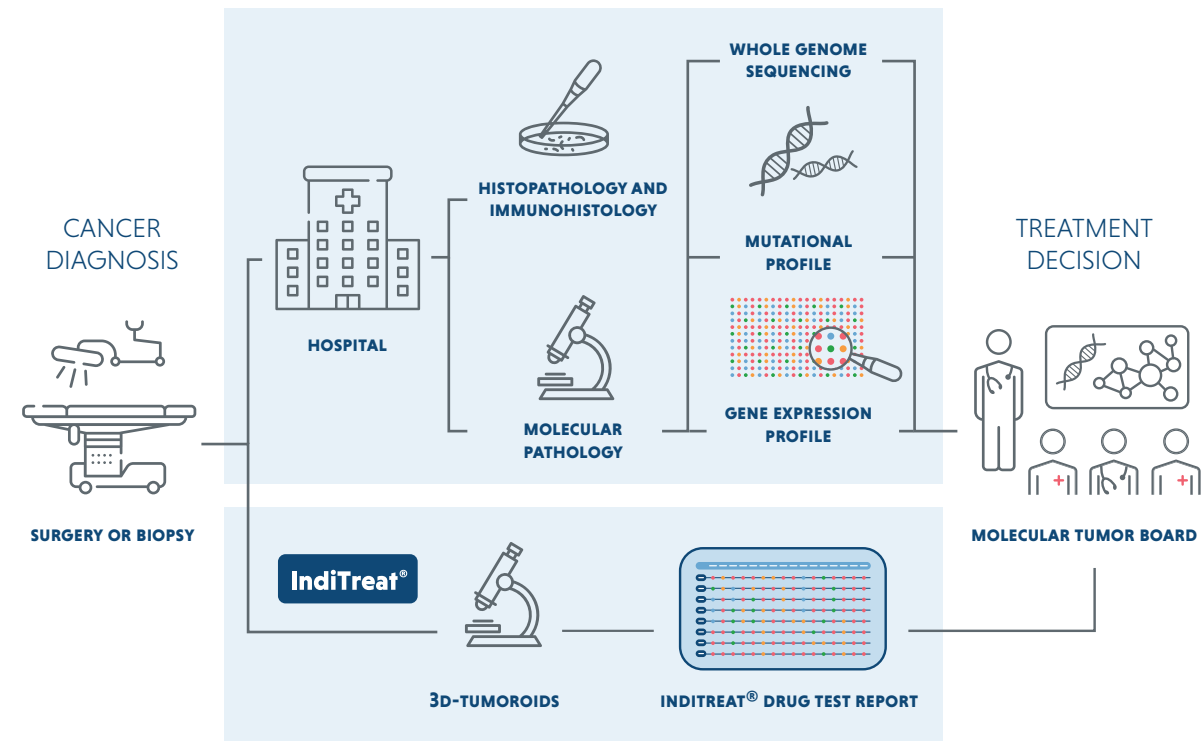 CANCER
DIAGNOSIS
SURGERY OR BIOPSY
HOSPITAL
HISTOPATHOLOGY AND
IMMUNOHISTOLOGY
MOLECULAR
PATHOLOGY
WHOLE GENOME
SEQUENCING
MUTATIONAL
PROFILE
GENE EXPRESSION
PROFILE
TREATMENT
DECISION
MOLECULAR TUMOR BOARD
IndiTreat®
3D-TUMOROIDS
INDITREAT® DRUG TEST REPORT